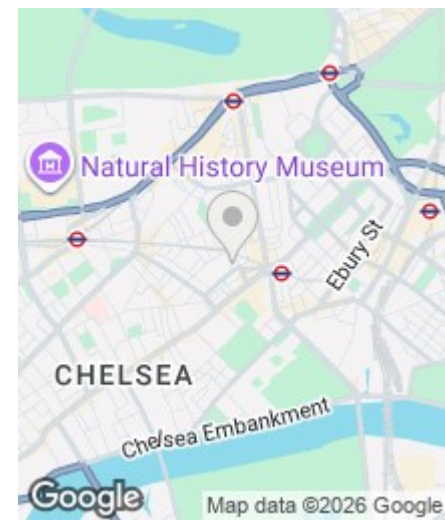 Natural History Museum
Ebury St
CHELSEA
Chelsea Embankment
Google
Map data ©2026 Google